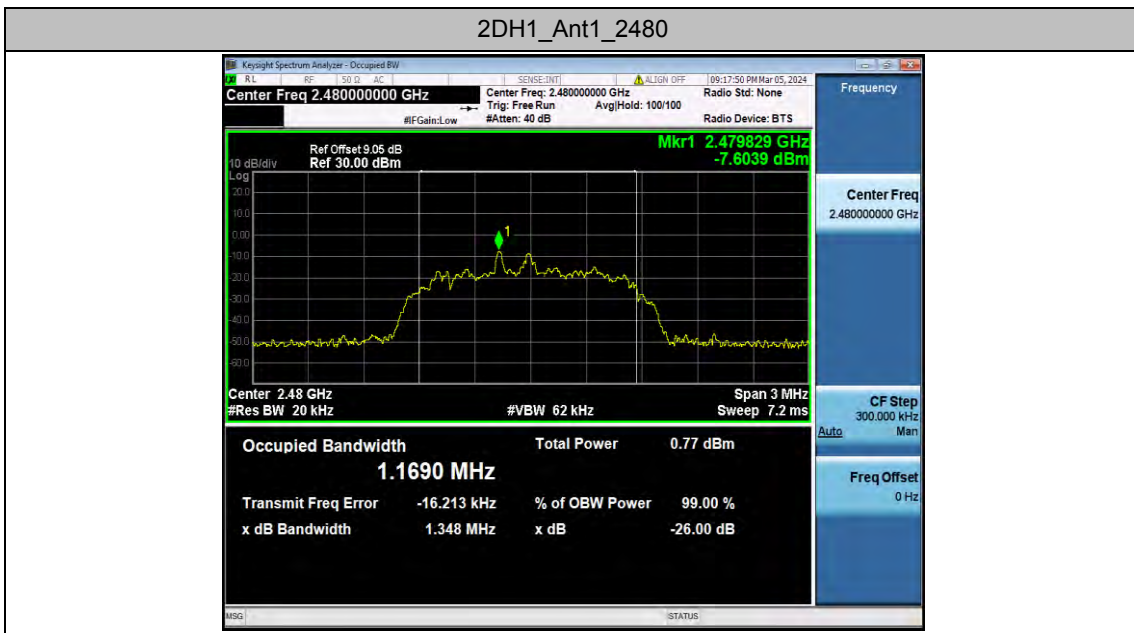 2DH1_Ant1_2480
Keysight Spectrum Analyzer - Occupied BW
RL RF 50 Ω AC SENSE:INT ALIGN OFF 09:17:50 PM Mar 05, 2024
Center Freq 2.480000000 GHz
Center Freq: 2.480000000 GHz
Radio Std: None
Trig: Free Run Avg|Hold: 100/100
#IFGain:Low
#Atten: 40 dB
Radio Device: BTS
Frequency
Mkr1 2.479829 GHz
-7.6039 dBm
Ref Offset 9.05 dB
10 dB/div Ref 30.00 dBm
Log
20.0
10.0
0.00
-10.0
-20.0
-30.0
-40.0
-50.0
-60.0
1
Center 2.48 GHz
Span 3 MHz
#Res BW 20 kHz
#VBW 62 kHz
Sweep 7.2 ms
Occupied Bandwidth
1.1690 MHz
Total Power 0.77 dBm
Transmit Freq Error -16.213 kHz
% of OBW Power 99.00 %
x dB Bandwidth 1.348 MHz
x dB -26.00 dB
Center Freq
2.480000000 GHz
CF Step
300.000 kHz
Auto Man
Freq Offset
0 Hz
MSG
STATUS